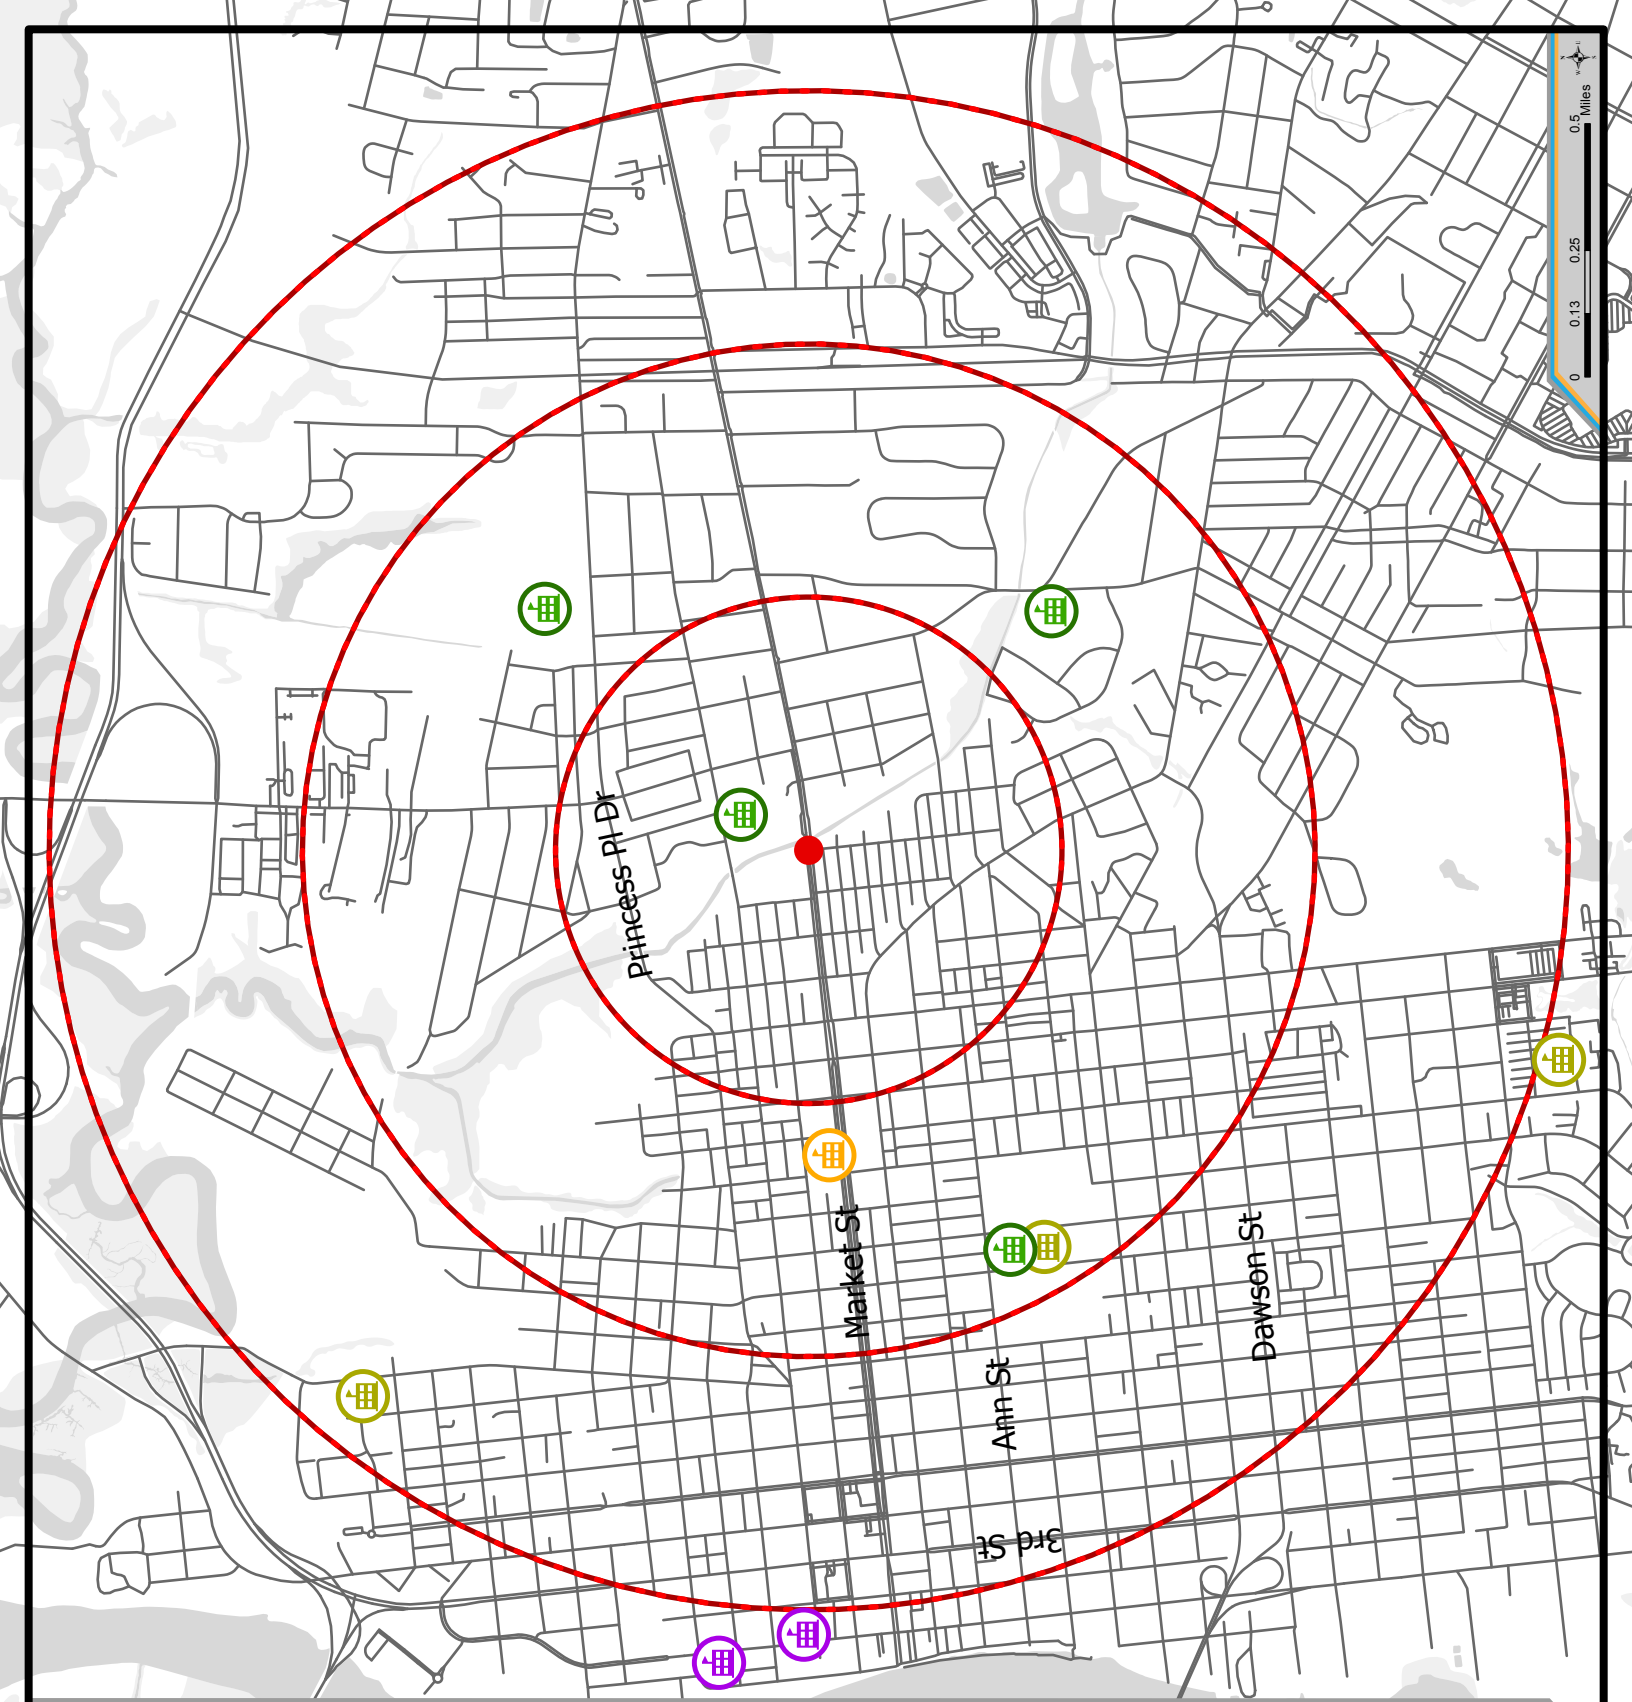 Miles
0.5
0.25
0.13
0
Princess Pl Dr
Market St
Dawson St
Ann St
3rd St